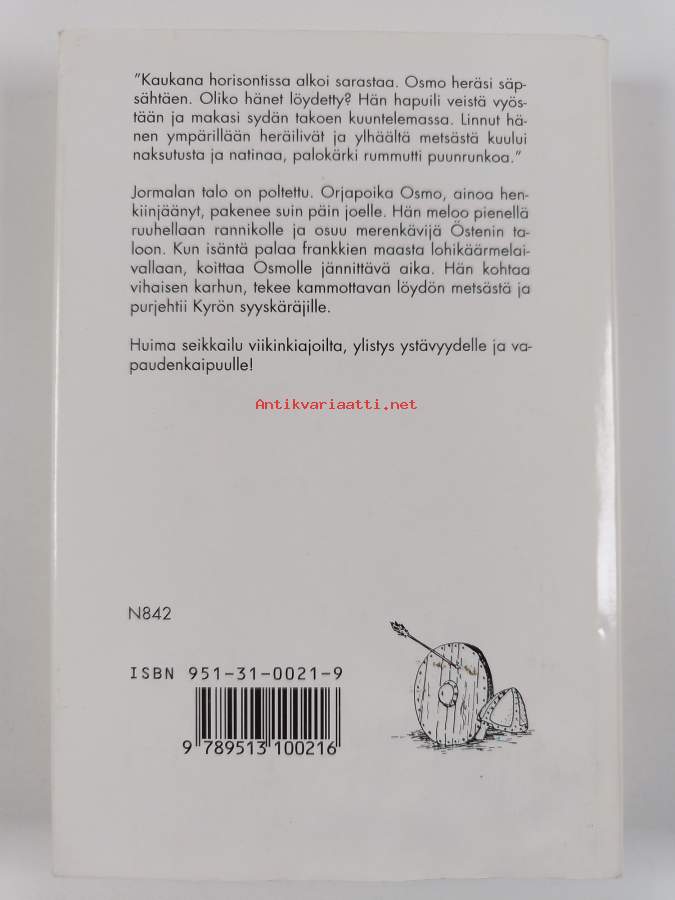 ”Kaukana horisontissa alkoi sarastaa. Osmo heräsi säp-
sähtäen. Oliko hänet löydetty? Hän hapuili veistä vyös-
tään ja makasi sydän takoen kuuntelemassa. Linnut hä-
nen ympärillään heräilivät ja ylhäältä metsästä kuului
naksutusta ja natinaa, palokärki rummutti puunrunkoa.”
Jormalan talo on poltettu. Orjapoika Osmo, ainoa hen-
kiinjäänyt, pakenee suin päin joelle. Hän meloo pienellä
ruuhellaan rannikolle ja osuu merenkävijä Östenin ta-
loon. Kun isäntä palaa frankkien maasta lohikäärmelai-
vallaan, koittaa Osmolle jännittävä aika. Hän kohtaa
vihaisen karhun, tekee kammottavan löydön metsästä ja
purjehtii Kyrön syyskäräjille.
Huima seikkailu viikinkiajoilta, ylistys ystävyydelle ja va-
paudenkaipuulle!
Antikvariaatti.net
N842
ISBN 951-31-0021-9
9 789513 100216